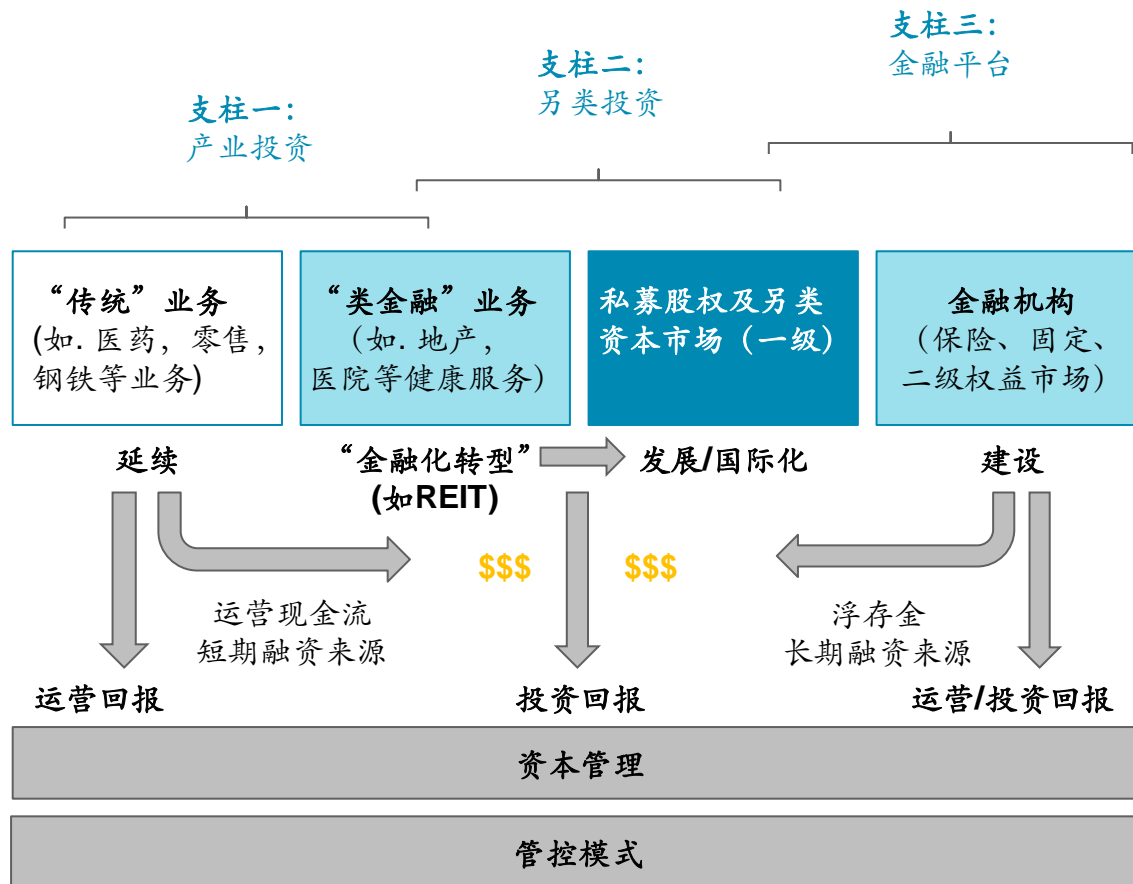 支柱一：
产业投资
支柱二：
另类投资
支柱三：
金融平台
“传统”业务
(如. 医药，零售，
钢铁等业务)
“类金融”业务
（如. 地产，
医院等健康服务）
私募股权及另类
资本市场（一级）
金融机构
（保险、固定、
二级权益市场）
延续
“金融化转型”
(如REIT)
发展/国际化
建设
$$$
$$$
运营现金流
短期融资来源
浮存金
长期融资来源
运营回报
投资回报
运营/投资回报
资本管理
管控模式